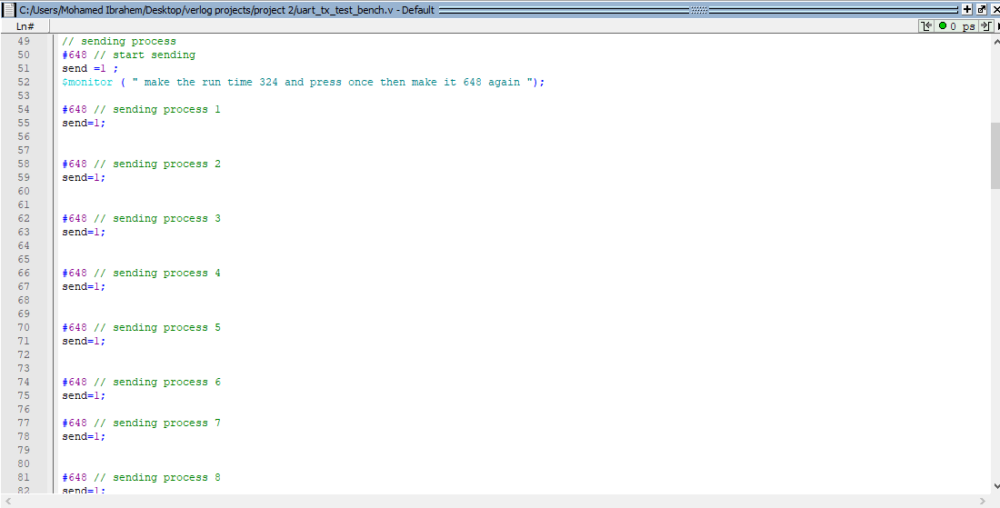 C:/Users/Mohamed Ibrahem/Desktop/verlog projects/project 2/uart_tx_test_bench.v - Default
Ln#
0 ps
49 // sending process
50 #648 // start sending
51 send =1 ;
52 $monitor ( " make the run time 324 and press once then make it 648 again ");
53
54 #648 // sending process 1
55 send=1;
56
57
58 #648 // sending process 2
59 send=1;
60
61
62 #648 // sending process 3
63 send=1;
64
65
66 #648 // sending process 4
67 send=1;
68
69
70 #648 // sending process 5
71 send=1;
72
73
74 #648 // sending process 6
75 send=1;
76
77 #648 // sending process 7
78 send=1;
79
80
81 #648 // sending process 8
82 send=1;